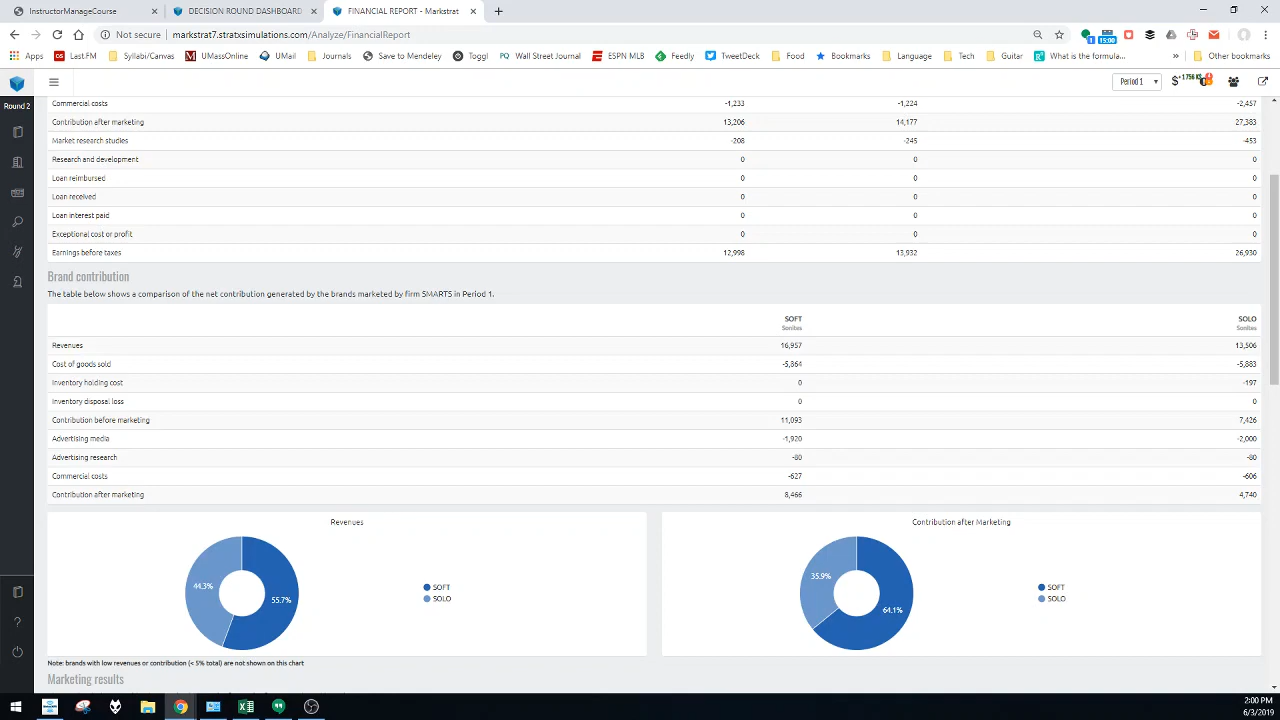 InstructorManageCourse
DECISION ROUND DASHBOARD
FINANCIAL REPORT - Markstrat
Not secure
markstrat7.stratxsimulations.com/Analyze/FinancialReport
15:00
Apps Last.FM Syllabi/Canvas UMassOnline UMail Journals Save to Mendeley Toggl PQ Wall Street Journal ESPN MLB Feedly TweetDeck Food Bookmarks Language Tech Guitar What is the formula... » Other bookmarks
Period 1
Round 2
Commercial costs -1,233 -1,224 -2,457
Contribution after marketing 13,206 14,177 27,383
Market research studies -208 -245 -453
Research and development 0 0 0
Loan reimbursed 0 0 0
Loan received 0 0 0
Loan interest paid 0 0 0
Exceptional cost or profit 0 0 0
Earnings before taxes 12,998 13,932 26,930
Brand contribution
The table below shows a comparison of the net contribution generated by the brands marketed by firm SMARTS in Period 1.
SOFT SOLO
Sonites Sonites
Revenues 16,957 13,506
Cost of goods sold -5,864 -5,883
Inventory holding cost 0 -197
Inventory disposal loss 0 0
Contribution before marketing 11,093 7,426
Advertising media -1,920 -2,000
Advertising research -80 -80
Commercial costs -627 -606
Contribution after marketing 8,466 4,740
Revenues
44.3%
55.7%
SOFT
SOLO
Contribution after Marketing
35.9%
64.1%
SOFT
SOLO
Note: brands with low revenues or contribution (< 5% total) are not shown on this chart
Marketing results
2:00 PM
6/3/2019